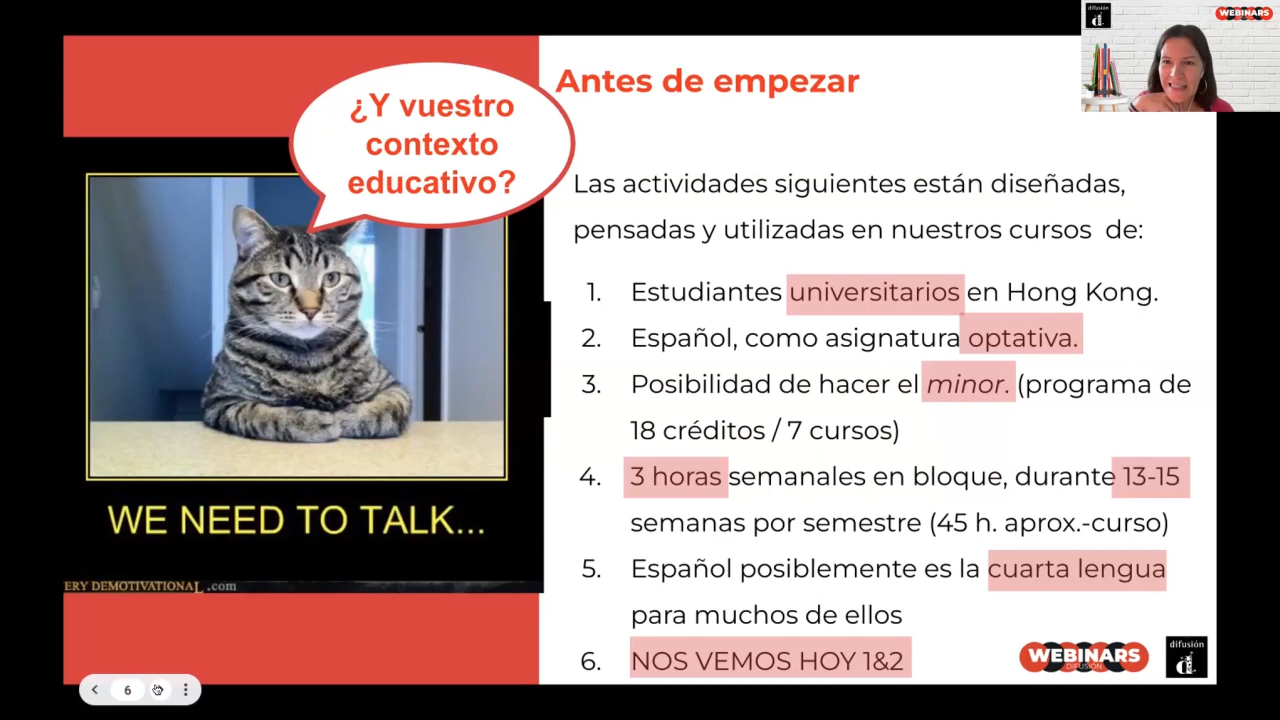 difusión
WEBINARS
¿Y vuestro
contexto
educativo?
WE NEED TO TALK...
ERY DEMOTIVATIONAL .com
Antes de empezar
Las actividades siguientes están diseñadas,
pensadas y utilizadas en nuestros cursos de:
1. Estudiantes universitarios en Hong Kong.
2. Español, como asignatura optativa.
3. Posibilidad de hacer el minor. (programa de
18 créditos / 7 cursos)
4. 3 horas semanales en bloque, durante 13-15
semanas por semestre (45 h. aprox.-curso)
5. Español posiblemente es la cuarta lengua
para muchos de ellos
6. NOS VEMOS HOY 1&2
WEBINARS
DIFUSIÓN
difusión
6